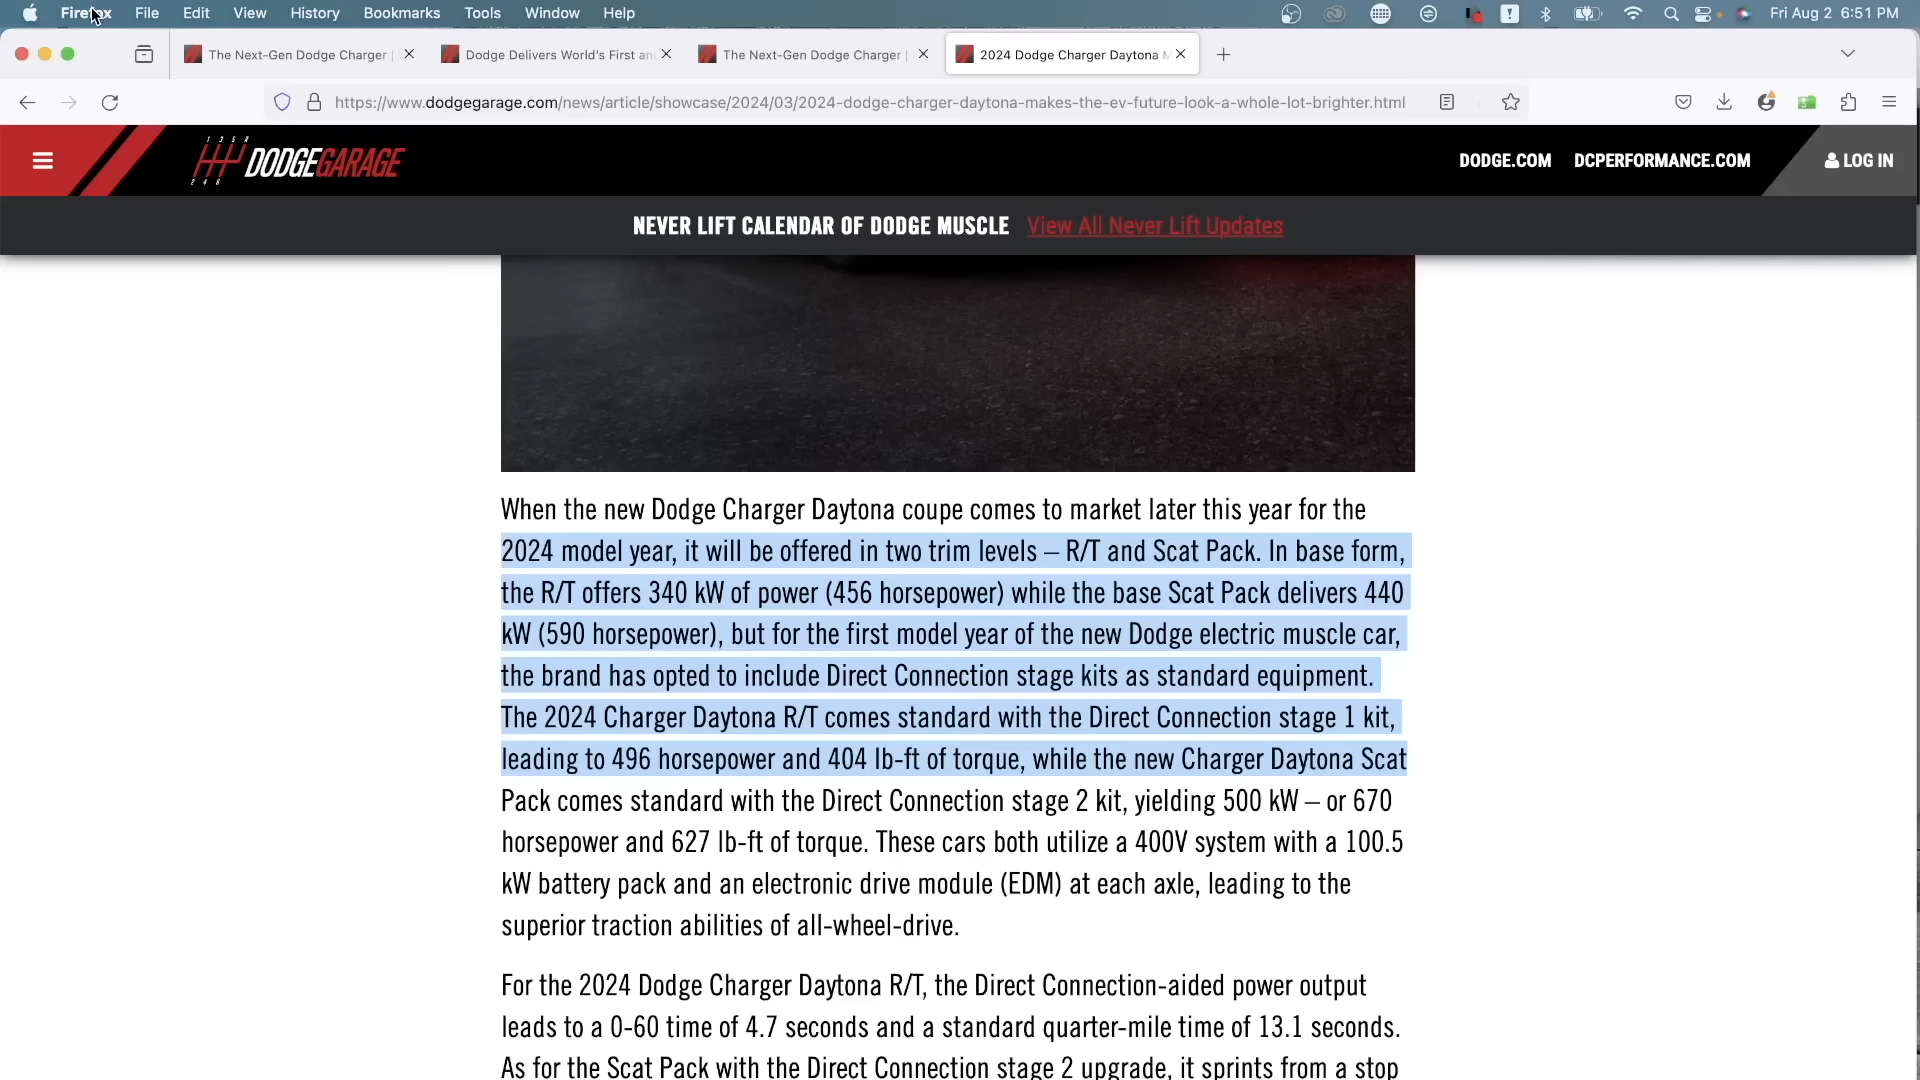 Firefox File Edit View History Bookmarks Tools Window Help Fri Aug 2 6:51 PM
The Next-Gen Dodge Charger | Dodge Delivers World's First an The Next-Gen Dodge Charger | 2024 Dodge Charger Daytona M
https://www.dodgegarage.com/news/article/showcase/2024/03/2024-dodge-charger-daytona-makes-the-ev-future-look-a-whole-lot-brighter.html
1 3 5 R
DODGEGARAGE DODGE.COM DCPERFORMANCE.COM LOG IN
2 4 6
NEVER LIFT CALENDAR OF DODGE MUSCLE View All Never Lift Updates
When the new Dodge Charger Daytona coupe comes to market later this year for the
2024 model year, it will be offered in two trim levels – R/T and Scat Pack. In base form,
the R/T offers 340 kW of power (456 horsepower) while the base Scat Pack delivers 440
kW (590 horsepower), but for the first model year of the new Dodge electric muscle car,
the brand has opted to include Direct Connection stage kits as standard equipment.
The 2024 Charger Daytona R/T comes standard with the Direct Connection stage 1 kit,
leading to 496 horsepower and 404 lb-ft of torque, while the new Charger Daytona Scat
Pack comes standard with the Direct Connection stage 2 kit, yielding 500 kW – or 670
horsepower and 627 lb-ft of torque. These cars both utilize a 400V system with a 100.5
kW battery pack and an electronic drive module (EDM) at each axle, leading to the
superior traction abilities of all-wheel-drive.
For the 2024 Dodge Charger Daytona R/T, the Direct Connection-aided power output
leads to a 0-60 time of 4.7 seconds and a standard quarter-mile time of 13.1 seconds.
As for the Scat Pack with the Direct Connection stage 2 upgrade, it sprints from a stop